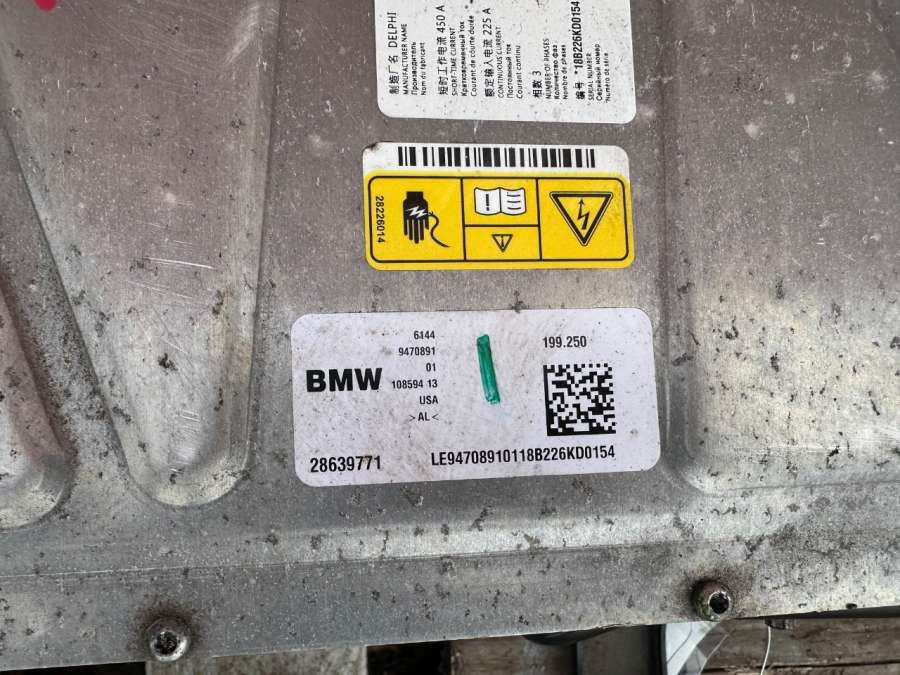 制造厂名 DELPHI
MANUFACTURER NAME
Производитель
Nom du fabricant
短时工作电流 450 A
SHORT-TIME CURRENT
Кратковременный ток
Courant de courte durée
额定输入电流 225 A
CONTINUOUS CURRENT
Постоянный ток
Courant continu
相数 3
NUMBER OF PHASES
Количество фаз
Nombre de phases
编号 *18B226KD0154
SERIAL NUMBER
Серийный номер
Numéro de série
28226014
6144
9470891
01
BMW
108594 13
USA
>AL<
199.250
28639771
LE94708910118B226KD0154